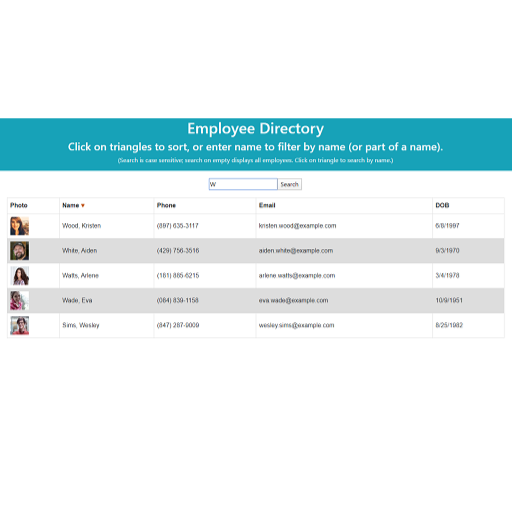 Employee Directory
Click on triangles to sort, or enter name to filter by name (or part of a name).
(Search is case sensitive; search on empty displays all employees. Click on triangle to search by name.)
W Search
Photo Name ▼ Phone Email DOB
Wood, Kristen (897) 635-3117 kristen.wood@example.com 6/8/1997
White, Aiden (429) 756-3516 aiden.white@example.com 9/3/1970
Watts, Arlene (181) 885-6215 arlene.watts@example.com 3/4/1978
Wade, Eva (084) 839-1158 eva.wade@example.com 10/9/1951
Sims, Wesley (847) 287-9009 wesley.sims@example.com 8/25/1982